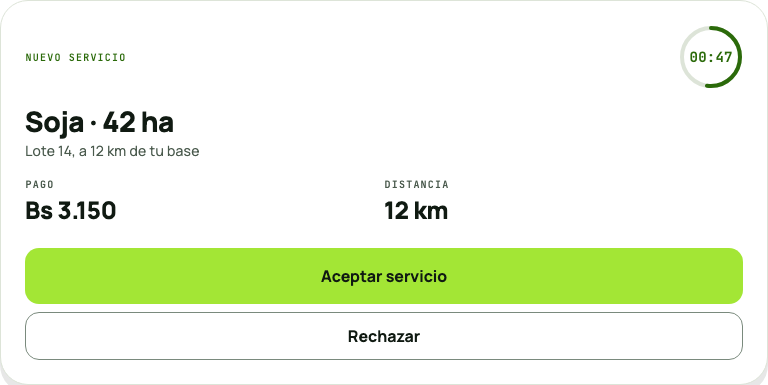 NUEVO SERVICIO
00:47
Soja · 42 ha
Lote 14, a 12 km de tu base
PAGO
DISTANCIA
Bs 3.150
12 km
Aceptar servicio
Rechazar